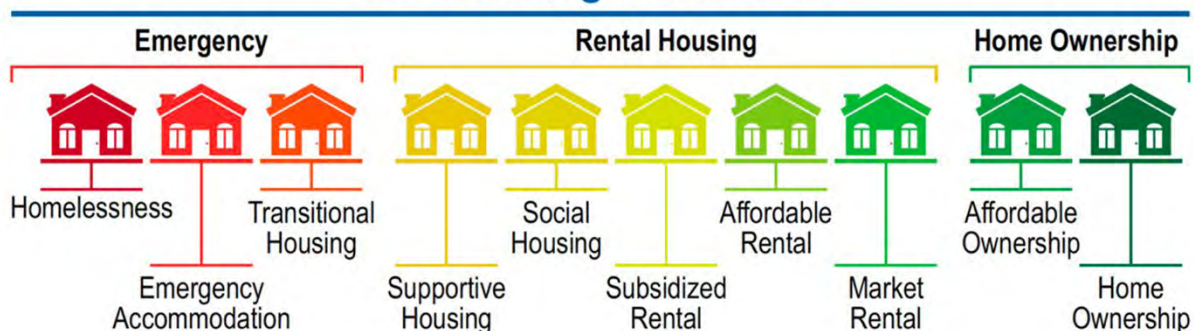 Emergency
Rental Housing
Home Ownership
Homelessness
Transitional
Housing
Social
Housing
Affordable
Rental
Affordable
Ownership
Emergency
Accommodation
Supportive
Housing
Subsidized
Rental
Market
Rental
Home
Ownership